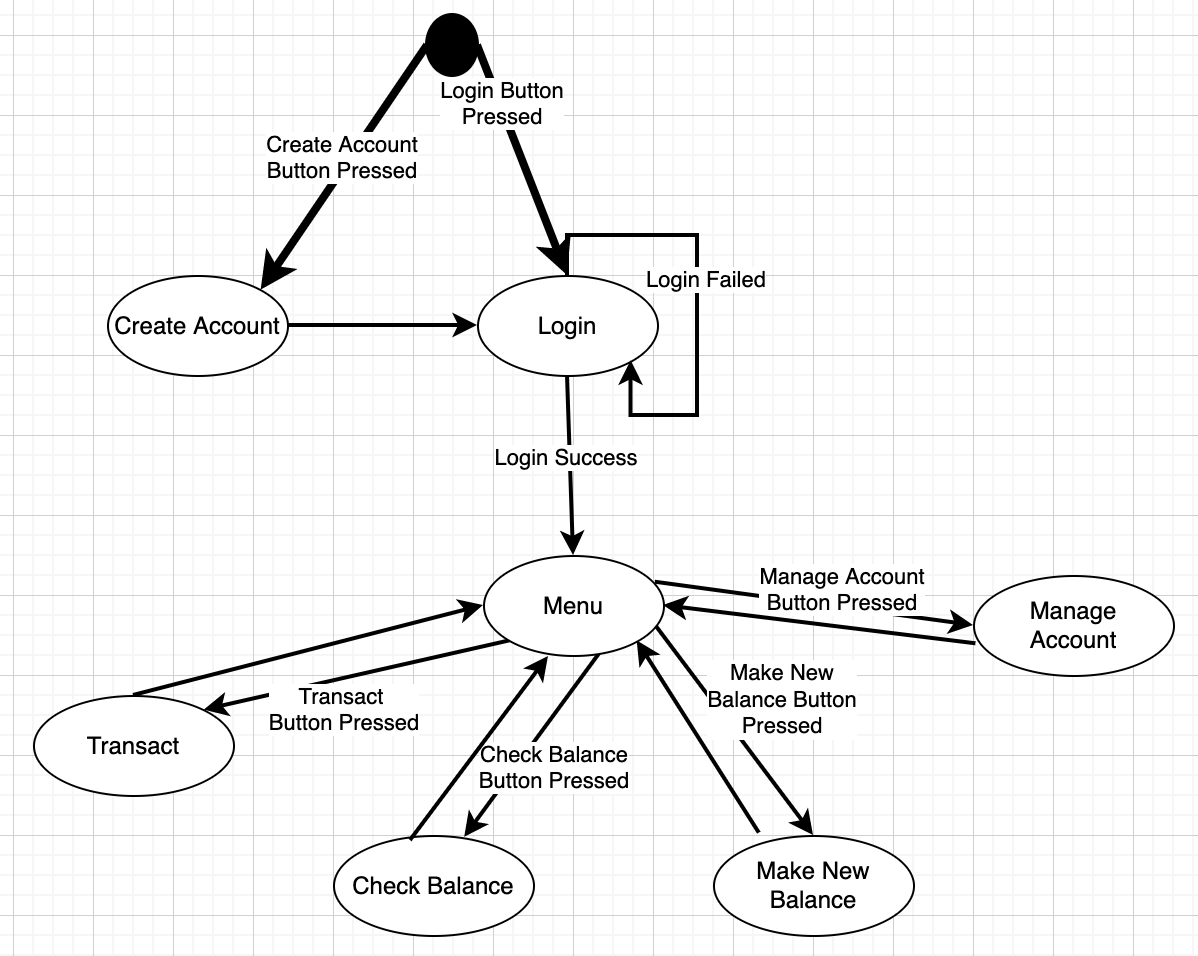 Login Button
Pressed
Create Account
Button Pressed
Login Failed
Create Account
Login
Login Success
Manage Account
Button Pressed
Menu
Manage
Account
Make New
Balance Button
Pressed
Transact
Button Pressed
Transact
Check Balance
Button Pressed
Check Balance
Make New
Balance